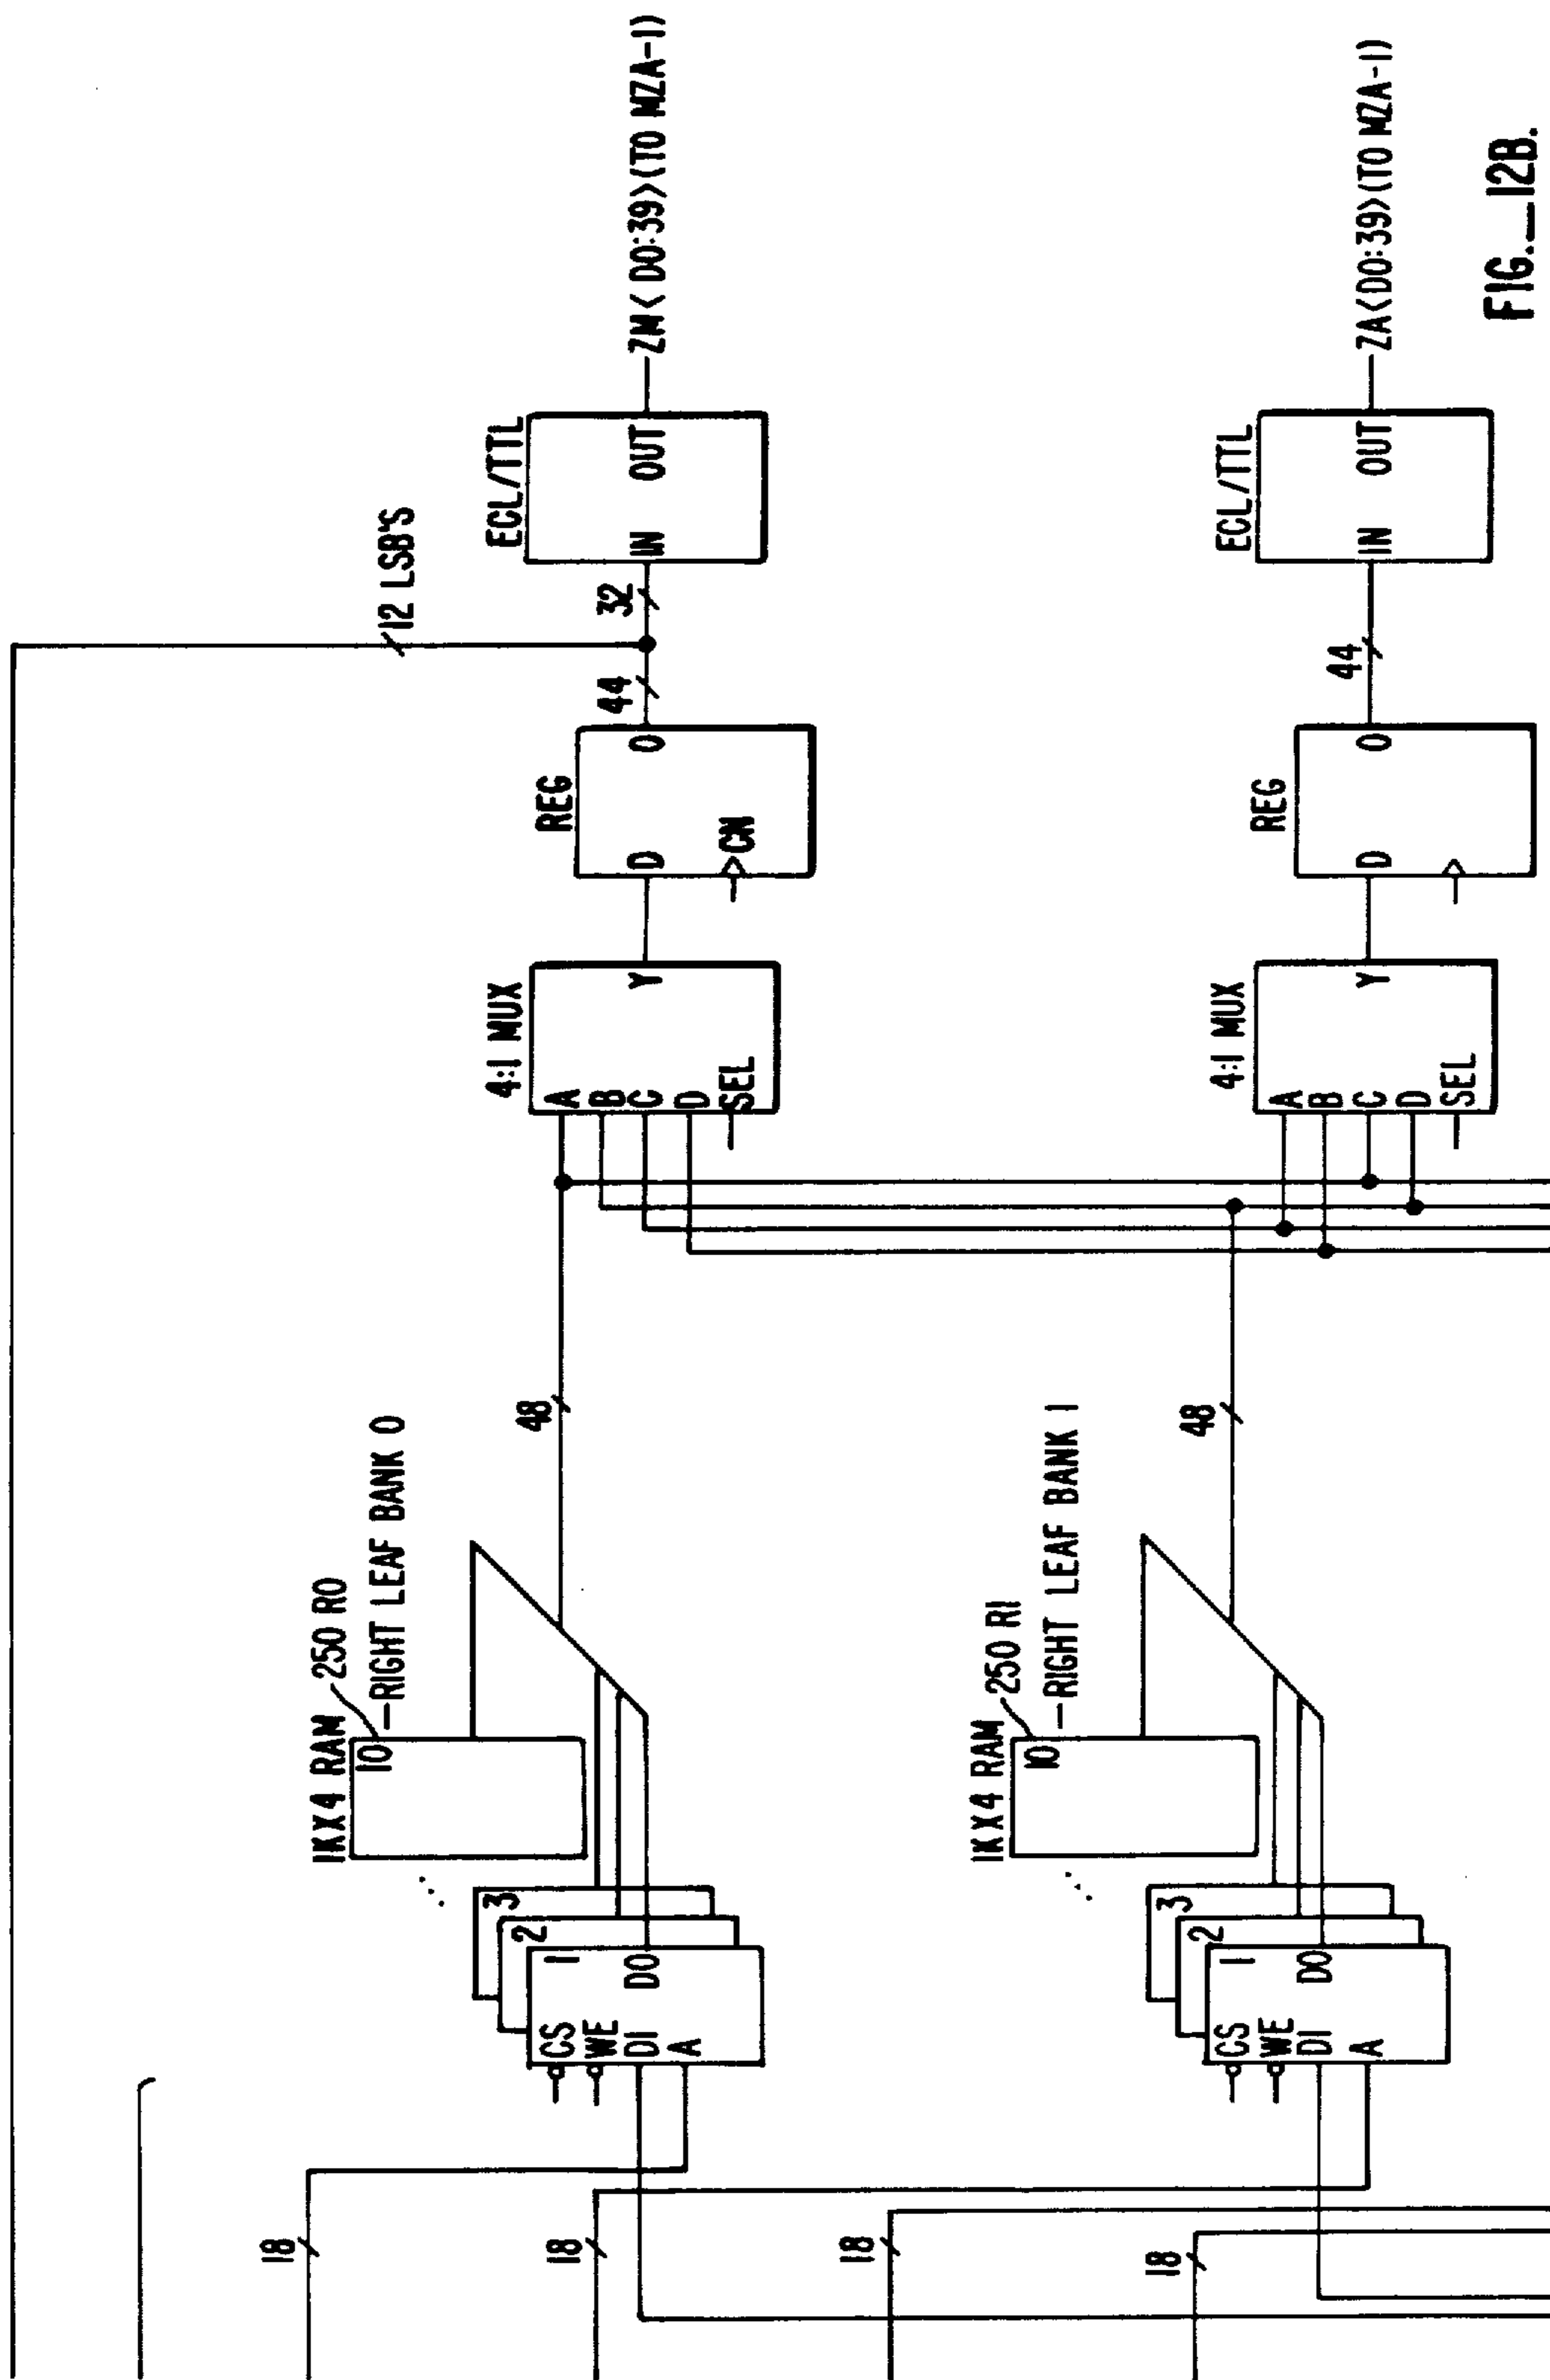 12 LSB'S
18
1KX4 RAM
250 R0
10
RIGHT LEAF BANK 0
3
2
1
CS
WE
DI
DO
A
48
4:1 MUX
A
B
C
D
SEL
Y
REG
D
O
CN
44
32
ECL/TTL
IN
OUT
ZM<D0:39>(TO MZA-1)
18
18
18
1KX4 RAM
250 R1
10
RIGHT LEAF BANK 1
3
2
1
CS
WE
DI
DO
A
48
4:1 MUX
A
B
C
D
SEL
Y
REG
D
O
44
ECL/TTL
IN
OUT
ZA<D0:39>(TO MZA-1)
FIG._12B.